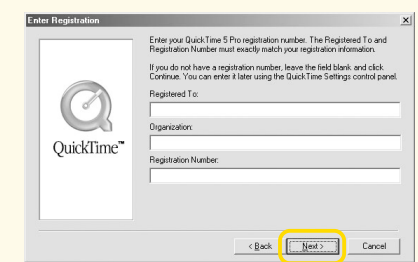 Enter Registration
Enter your QuickTime 5 Pro registration number. The Registered To and
Registration Number must exactly match your registration information.
If you do not have a registration number, leave the field blank and click
Continue. You can enter it later using the QuickTime Settings control panel.
Registered To:
Organization:
QuickTime™
Registration Number:
< Back
Next >
Cancel